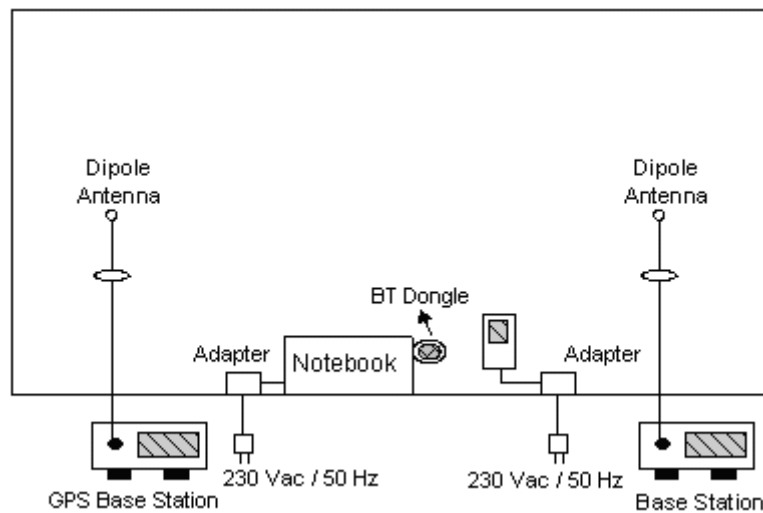 Dipole
Antenna
Dipole
Antenna
BT Dongle
Adapter
Notebook
Adapter
230 Vac / 50 Hz
230 Vac / 50 Hz
GPS Base Station
Base Station